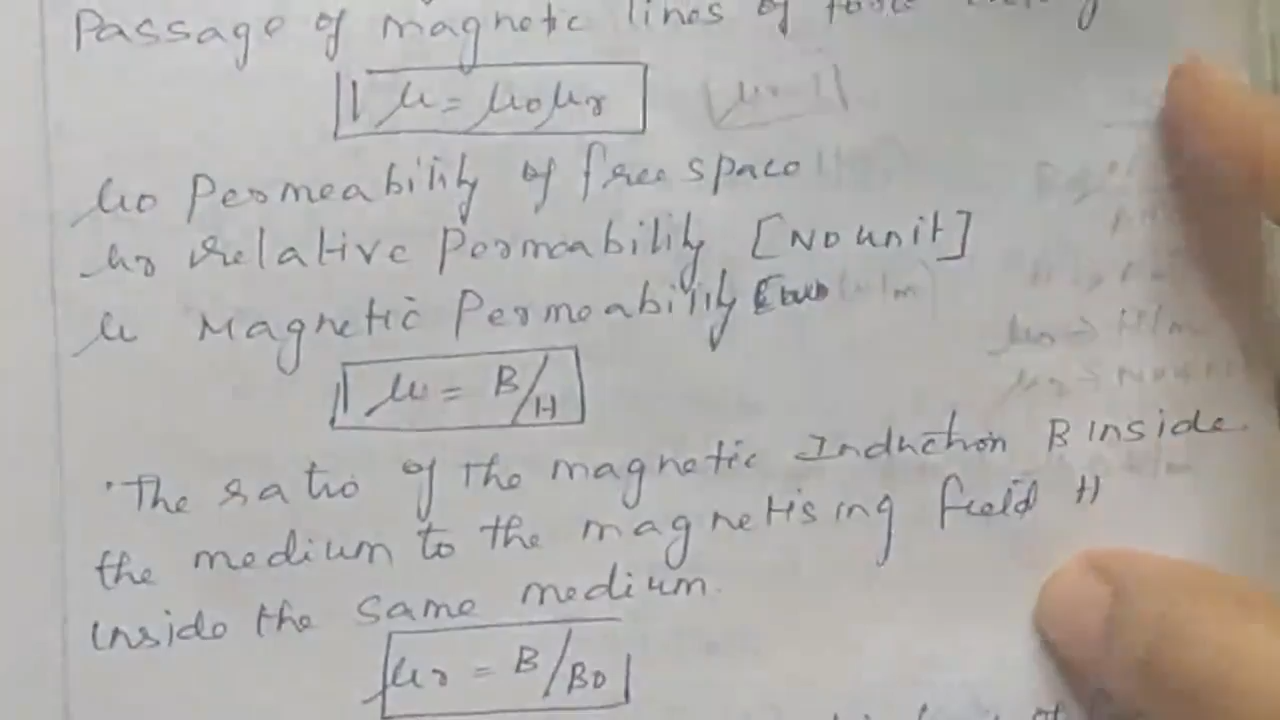 Passage of magnetic lines of
μ = μ0μr
μ0 Permeability of free space
μr relative Permeability [No unit]
μ Magnetic Permeability
μ = B/H
The ratio of the magnetic Induction B inside
the medium to the magnetising field H
inside the same medium.
μr = B/B0